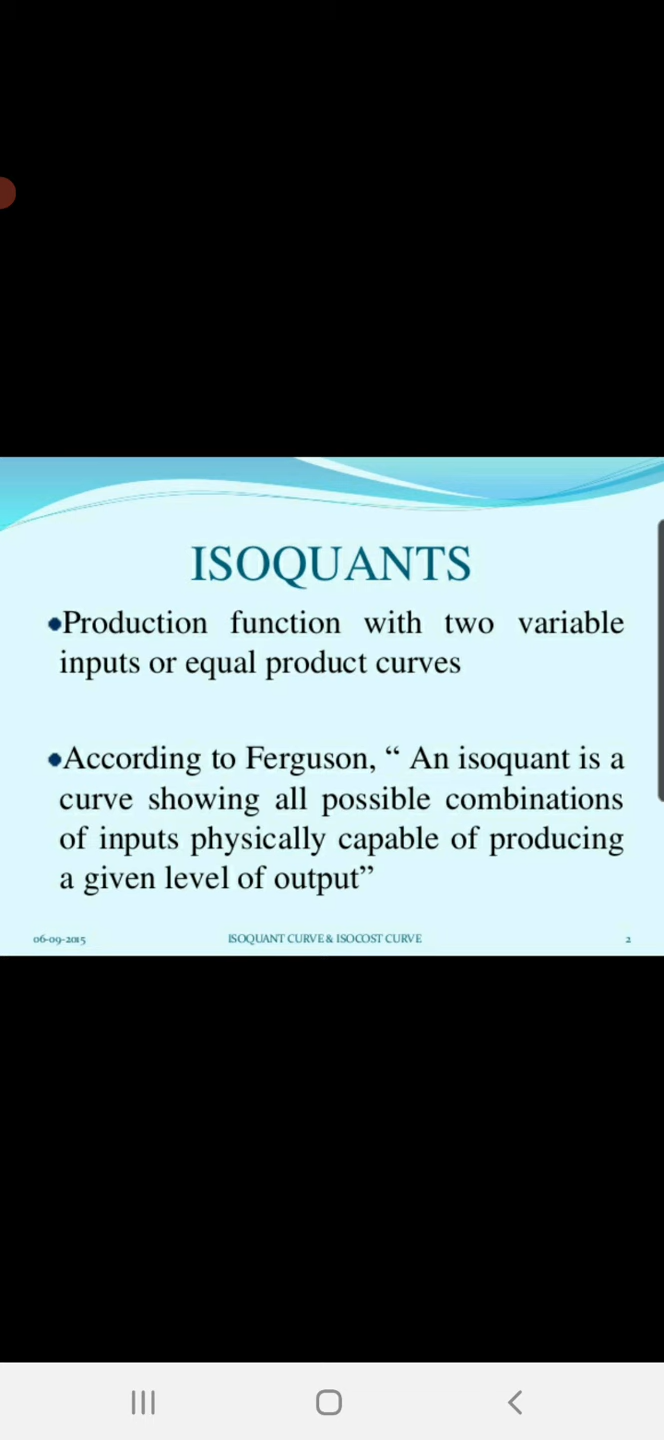 ISOQUANTS
•Production function with two variable
inputs or equal product curves
•According to Ferguson, “ An isoquant is a
curve showing all possible combinations
of inputs physically capable of producing
a given level of output”
06-09-2015 ISOQUANT CURVE & ISOCOST CURVE 2